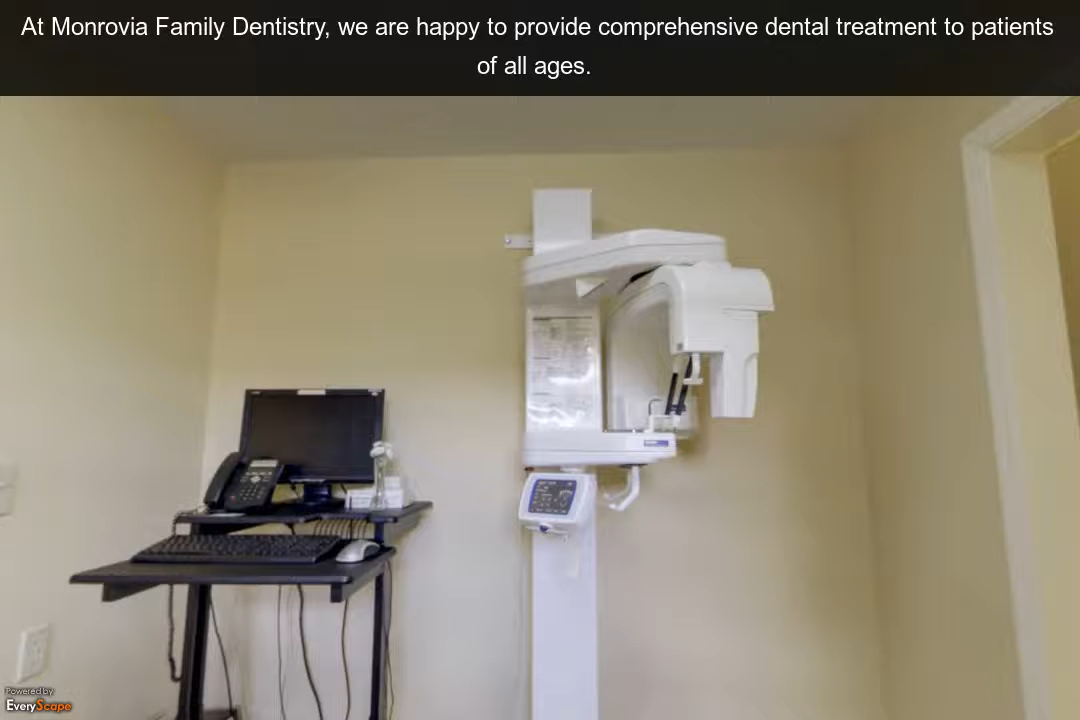 At Monrovia Family Dentistry, we are happy to provide comprehensive dental treatment to patients
of all ages.
Powered by
EveryScape